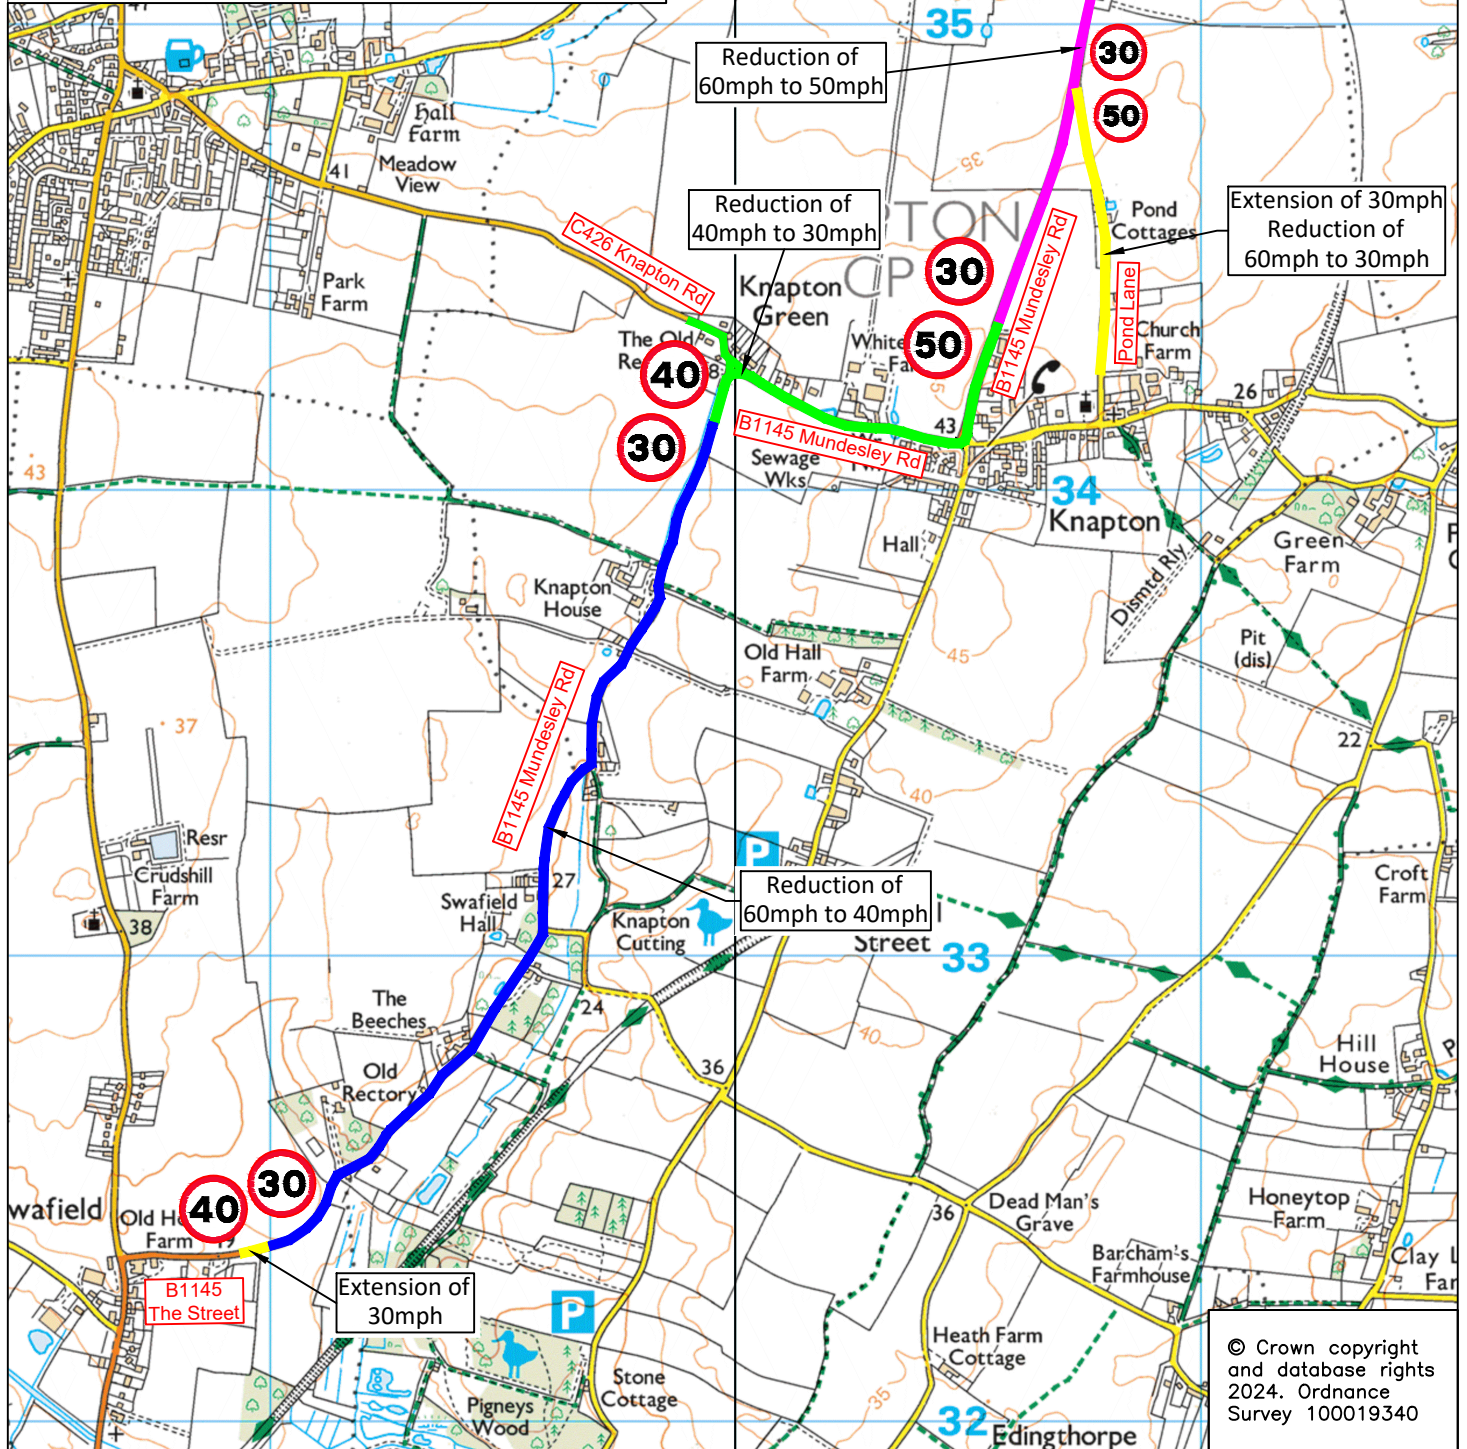 35
Reduction of
60mph to 50mph
30
50
Hall
Farm
Meadow
View
41
35
Reduction of
40mph to 30mph
Extension of 30mph
Reduction of
60mph to 30mph
Pond
Cottages
C426 Knapton Rd
TON
CP
30
50
B1145 Mundesley Rd
Pond Lane
Park
Farm
Knapton
Green
The Old
40
30
White
Church
Farm
B1145 Mundesley Rd
43
26
43
Sewage
Wks
34
Knapton
Hall
Green
Farm
Dismtd Rly
Knapton
House
Old Hall
Farm
45
Pit
(dis)
37
22
B1145 Mundesley Rd
40
Resr
Crudshill
Farm
P
Croft
Farm
27
Reduction of
60mph to 40mph
Swafield
Hall
Knapton
Cutting
38
Street
33
The
Beeches
24
40
Hill
House
36
Old
Rectory
40
30
wafield
Farm
Dead Man's
Grave
36
Honeytop
Farm
Barcham's
Farmhouse
Clay
B1145
The Street
Extension of
30mph
P
Heath Farm
Cottage
Stone
Cottage
35
Pigneys
Wood
32
Edingthorpe
© Crown copyright
and database rights
2024. Ordnance
Survey 100019340